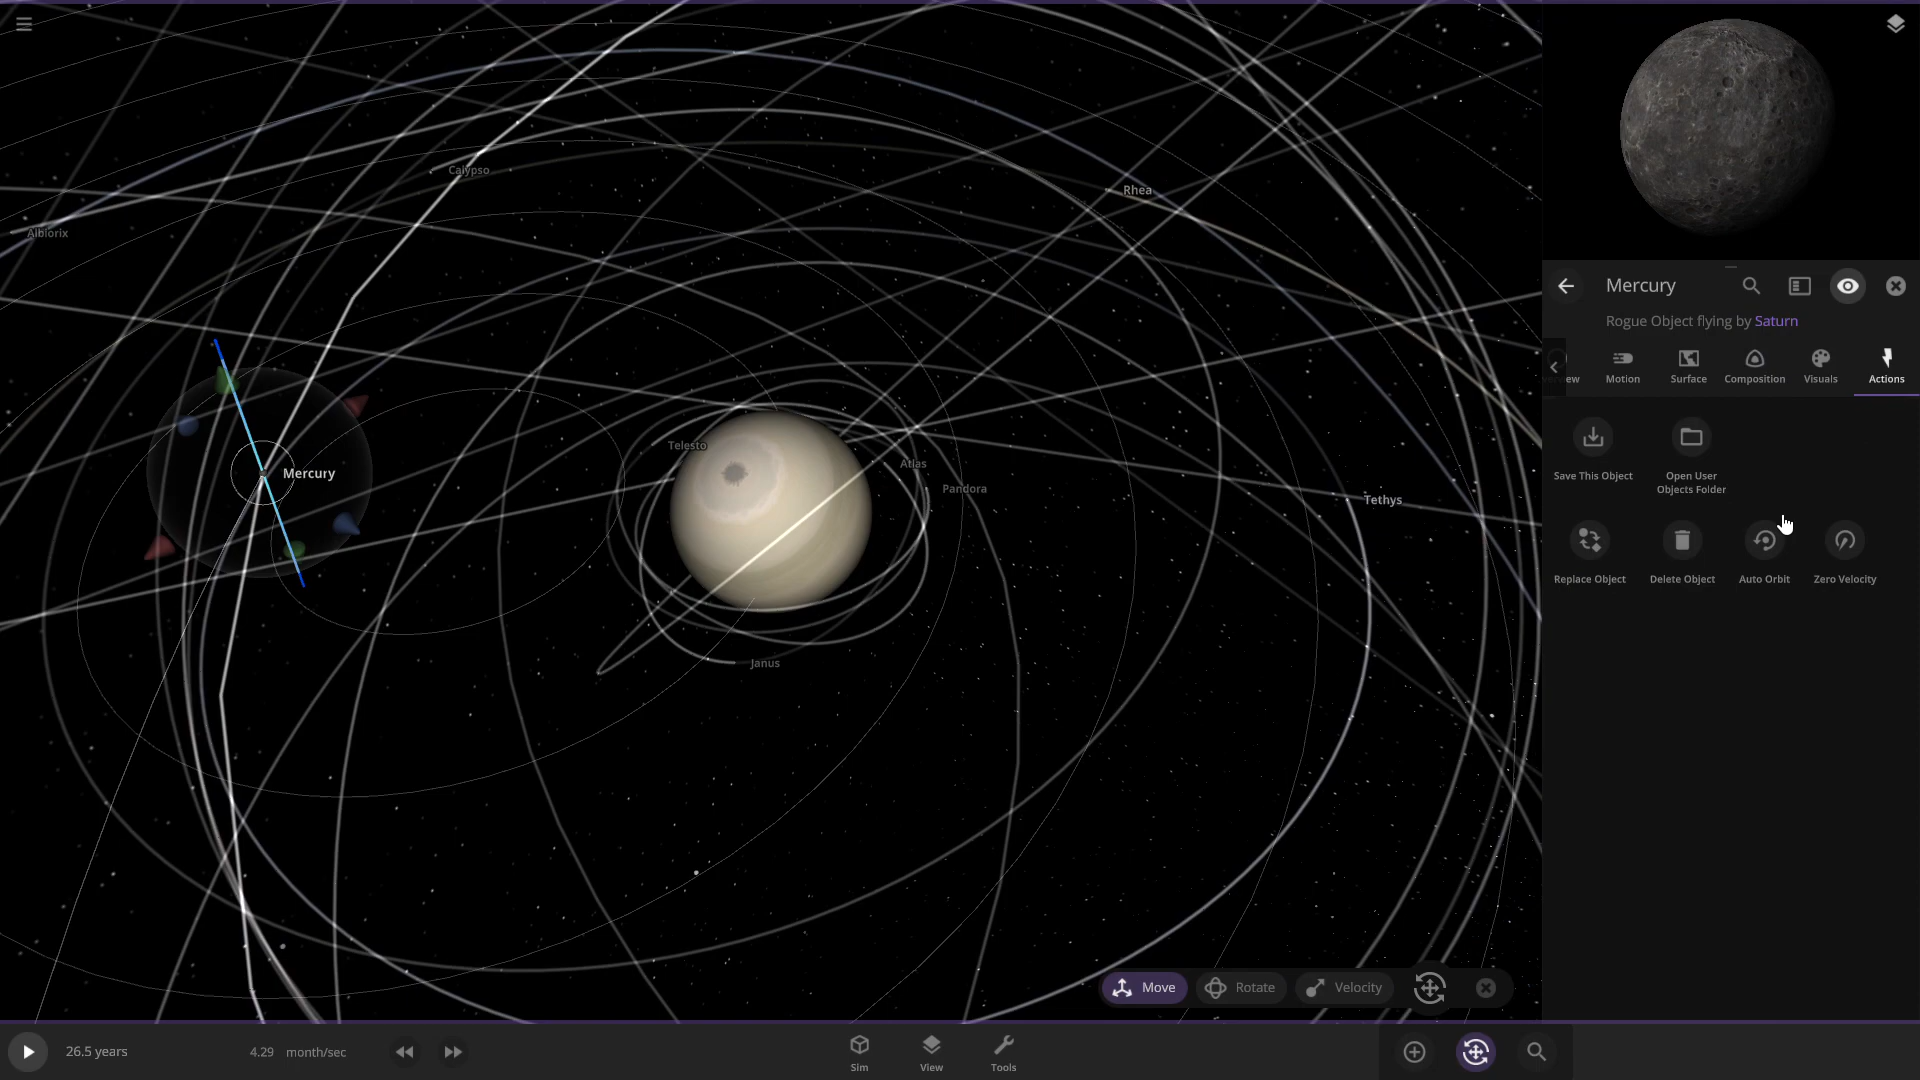 Calypso
Rhea
Albiorix
Mercury
Telesto
Atlas
Pandora
Tethys
Janus
Mercury
Rogue Object flying by Saturn
Motion
Surface
Composition
Visuals
Actions
Save This Object
Open User
Objects Folder
Replace Object
Delete Object
Auto Orbit
Zero Velocity
Move
Rotate
Velocity
26.5 years
4.29 month/sec
Sim
View
Tools